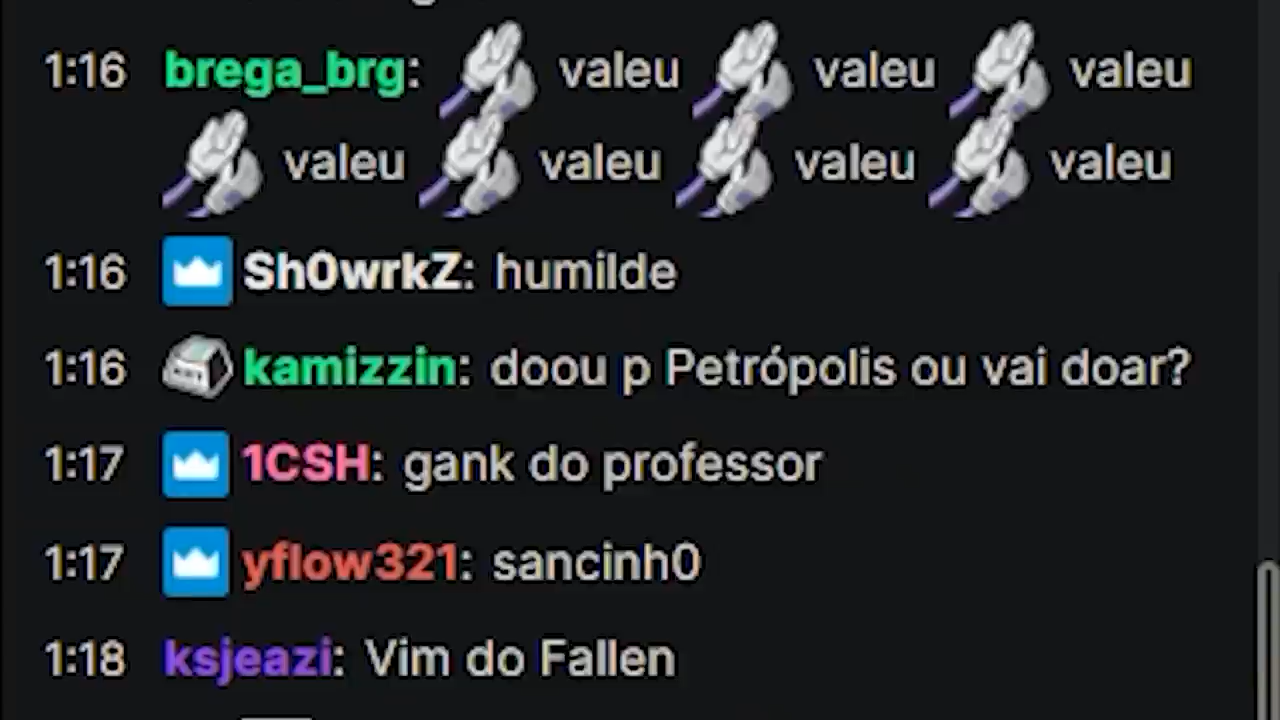 1:16 brega_brg: valeu valeu valeu
valeu valeu valeu valeu
1:16 Sh0wrkZ: humilde
1:16 kamizzin: doou p Petrópolis ou vai doar?
1:17 1CSH: gank do professor
1:17 yflow321: sancinh0
1:18 ksjeazi: Vim do Fallen